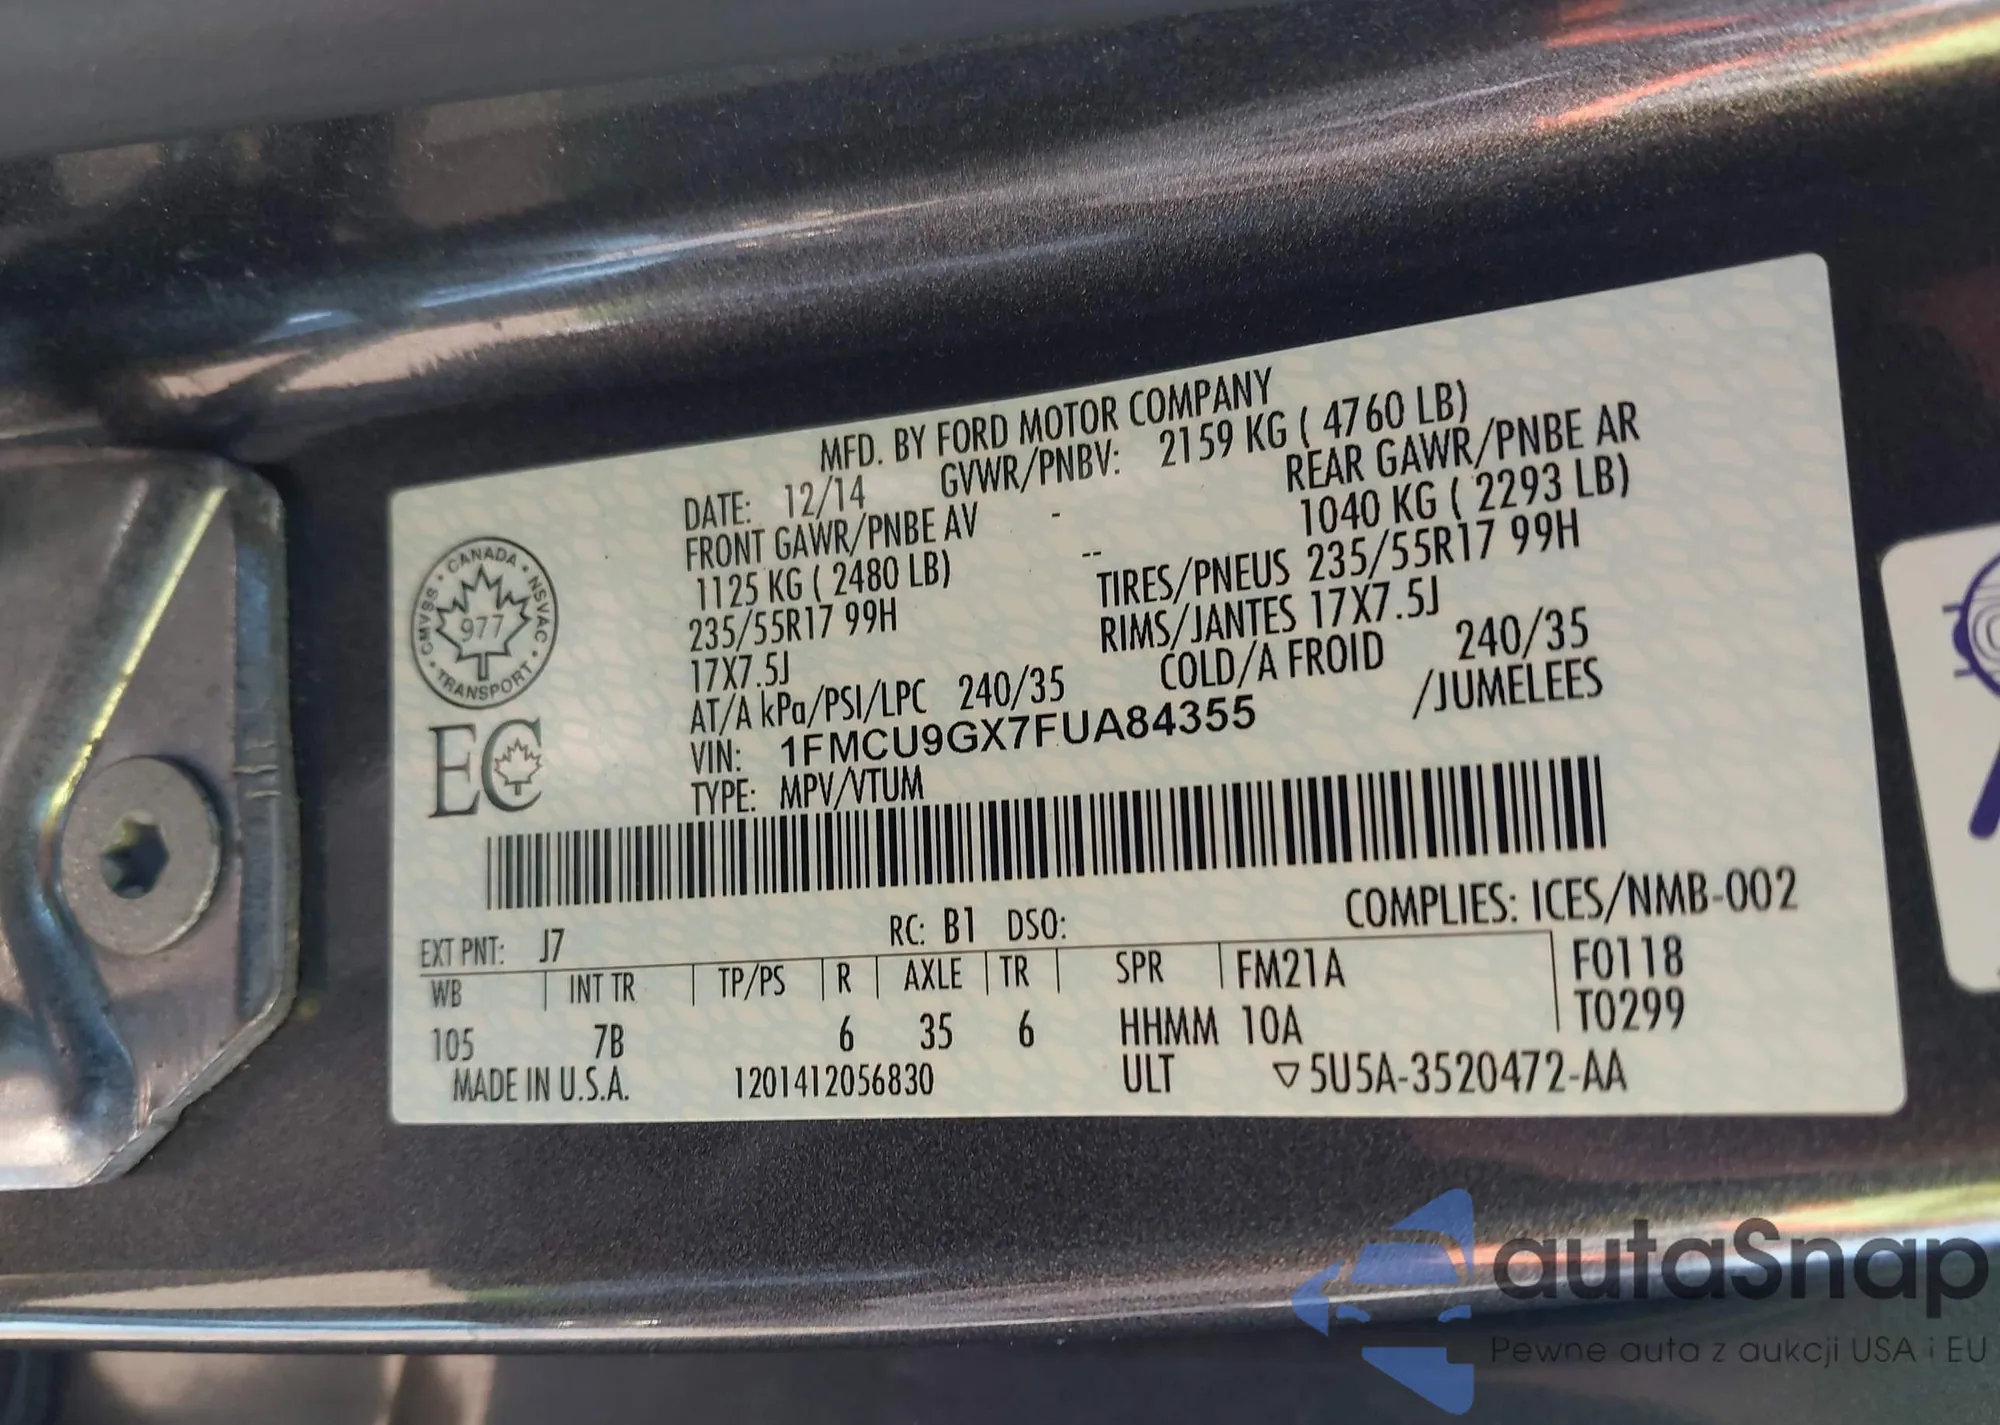 MFD. BY FORD MOTOR COMPANY
DATE: 12/14 GVWR/PNBV: 2159 KG ( 4760 LB)
FRONT GAWR/PNBE AV - REAR GAWR/PNBE AR
1125 KG ( 2480 LB) -- 1040 KG ( 2293 LB)
235/55R17 99H TIRES/PNEUS 235/55R17 99H
17X7.5J RIMS/JANTES 17X7.5J
AT/A kPa/PSI/LPC 240/35 COLD/A FROID 240/35
VIN: 1FMCU9GX7FUA84355 /JUMELEES
TYPE: MPV/VTUM
CANADA · NSVAC · TRANSPORT · CMVSS ·
977
EC
COMPLIES: ICES/NMB-002
EXT PNT: J7 RC: B1 DSO:
WB INT TR TP/PS R AXLE TR SPR FM21A F0118
105 7B 6 35 6 HHMM 10A T0299
MADE IN U.S.A. 1201412056830 ULT ▽5U5A-3520472-AA
autaSnap
Pewne auta z aukcji USA i EU